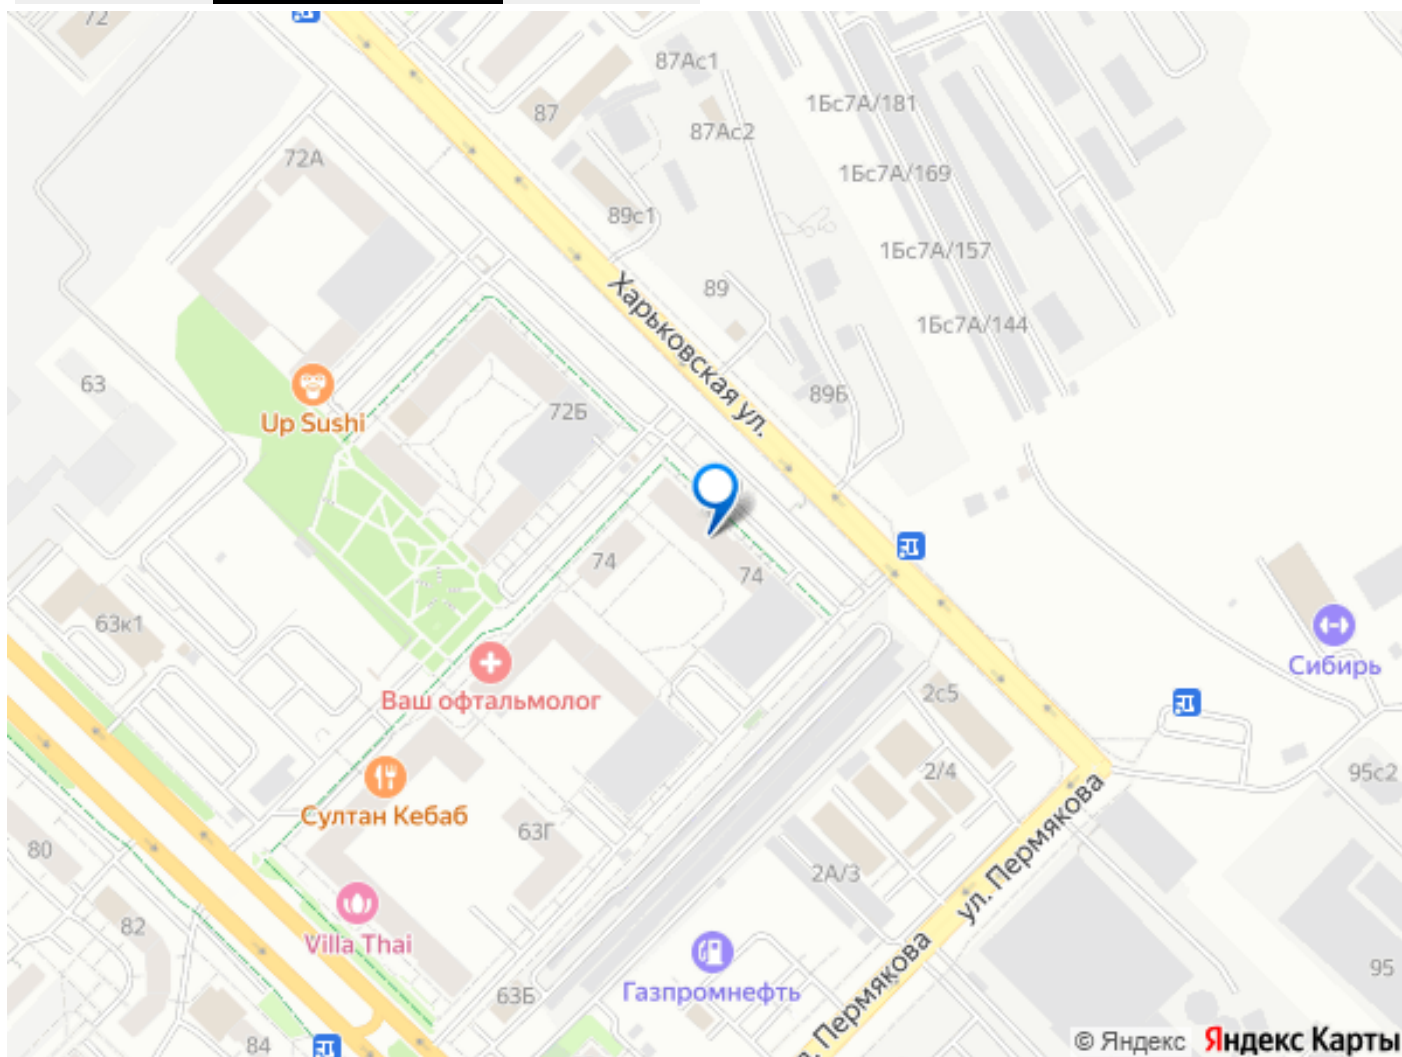 72
87Ас1
87
1Бс7А/181
87Ас2
72А
1Бс7А/169
89с1
1Бс7А/157
89
Харьковская ул.
1Бс7А/144
63
89Б
72Б
Up Sushi
74
74
63к1
Сибирь
Ваш офтальмолог
2с5
2/4
95с2
Султан Кебаб
63Г
80
2А/3
ул. Пермякова
82
Villa Thai
95
63Б
Газпромнефть
. Пермякова
84
© Яндекс Яндекс Карты